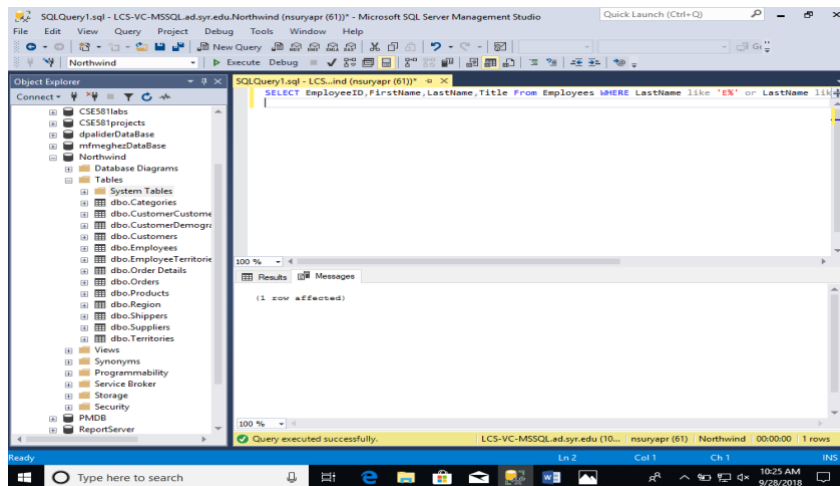 SQLQuery1.sql - LCS-VC-MSSQL.ad.syr.edu.Northwind (nsuryapr (61))* - Microsoft SQL Server Management Studio
Quick Launch (Ctrl+Q)
File Edit View Query Project Debug Tools Window Help
New Query
Northwind
Execute Debug
Object Explorer
SQLQuery1.sql - LCS...ind (nsuryapr (61))*
Connect
SELECT EmployeeID,FirstName,LastName,Title From Employees WHERE LastName like 'E%' or LastName lik
CSE581labs
CSE581projects
dpaliderDataBase
mfmeghezDataBase
Northwind
Database Diagrams
Tables
System Tables
dbo.Categories
dbo.CustomerCustome
dbo.CustomerDemogra
dbo.Customers
dbo.Employees
dbo.EmployeeTerritorie
dbo.Order Details
dbo.Orders
dbo.Products
dbo.Region
dbo.Shippers
dbo.Suppliers
dbo.Territories
Views
Synonyms
Programmability
Service Broker
Storage
Security
PMDB
ReportServer
100 %
Results Messages
(1 row affected)
100 %
Query executed successfully.
LCS-VC-MSSQL.ad.syr.edu (10... nsuryapr (61) Northwind 00:00:00 1 rows
Ready
Ln 2 Col 1 Ch 1 INS
Type here to search
10:25 AM
9/28/2018